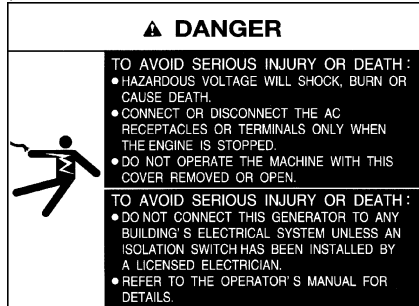 DANGER
TO AVOID SERIOUS INJURY OR DEATH:
● HAZARDOUS VOLTAGE WILL SHOCK, BURN OR
CAUSE DEATH.
● CONNECT OR DISCONNECT THE AC
RECEPTACLES OR TERMINALS ONLY WHEN
THE ENGINE IS STOPPED.
● DO NOT OPERATE THE MACHINE WITH THIS
COVER REMOVED OR OPEN.
TO AVOID SERIOUS INJURY OR DEATH:
● DO NOT CONNECT THIS GENERATOR TO ANY
BUILDING'S ELECTRICAL SYSTEM UNLESS AN
ISOLATION SWITCH HAS BEEN INSTALLED BY
A LICENSED ELECTRICIAN.
● REFER TO THE OPERATOR'S MANUAL FOR
DETAILS.